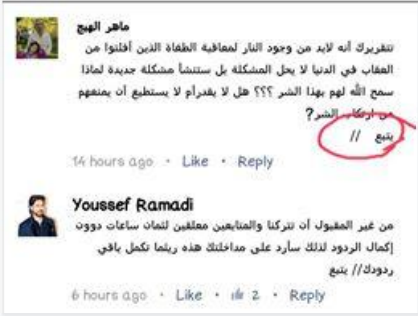 ماهر الهيج
تتقريرك أنه لابد من وجود النار لمعاقبة الطغاة الذين أفلتوا من
العقاب في الدنيا لا يحل المشكلة بل ستنشأ مشكلة جديدة لماذا
سمح الله لهم بهذا الشر ؟؟؟ هل لا يقدرأم لا يستطيع أن يمنعهم
من ارتكاب الشر?
يتبع //
14 hours ago · Like · Reply
Youssef Ramadi
من غير المقبول أن تتركنا والمتابعين معلقين لثمان ساعات دوون
إكمال الردود لذلك سأرد على مداخلتك هذه ريثما تكمل باقي
ردودك// يتبع
6 hours ago · Like · 2 · Reply